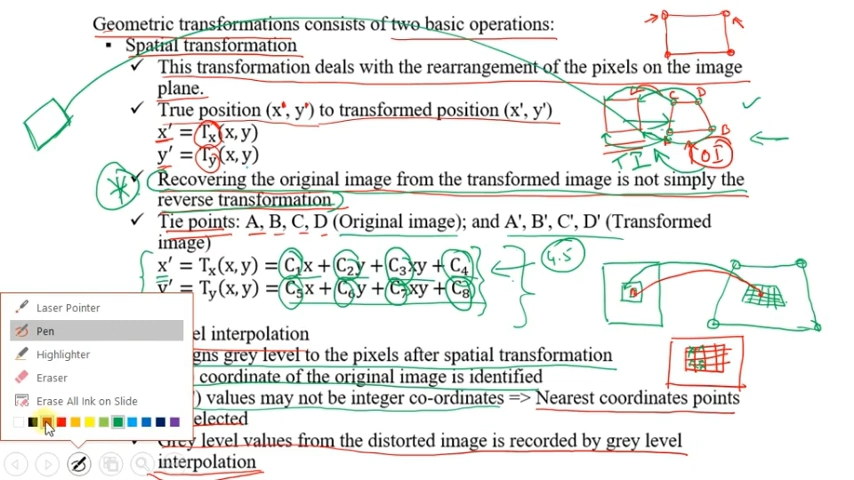 Geometric transformations consists of two basic operations:
▪ Spatial transformation
✓ This transformation deals with the rearrangement of the pixels on the image
plane.
✓ True position (x', y') to transformed position (x', y')
x′ = Tx(x, y)
y′ = Ty(x, y)
✓ Recovering the original image from the transformed image is not simply the
reverse transformation.
✓ Tie points: A, B, C, D (Original image); and A', B', C', D' (Transformed
image)
x′ = Tx(x, y) = C1x + C2y + C3xy + C4
y′ = Ty(x, y) = C5x + C6y + C7xy + C8
4.5
C D
B
TI
OI
Laser Pointer
Pen
Highlighter
Eraser
Erase All Ink on Slide
el interpolation
gns grey level to the pixels after spatial transformation
coordinate of the original image is identified
') values may not be integer co-ordinates => Nearest coordinates points
elected
Grey level values from the distorted image is recorded by grey level
interpolation